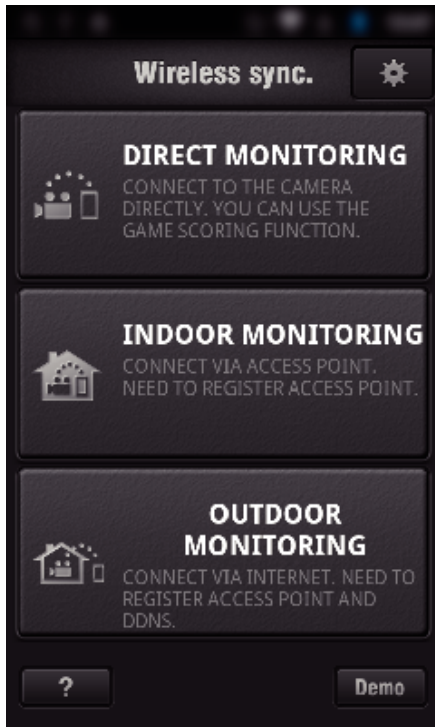 Wireless sync.
DIRECT MONITORING
CONNECT TO THE CAMERA
DIRECTLY. YOU CAN USE THE
GAME SCORING FUNCTION.
INDOOR MONITORING
CONNECT VIA ACCESS POINT.
NEED TO REGISTER ACCESS POINT.
OUTDOOR
MONITORING
CONNECT VIA INTERNET. NEED TO
REGISTER ACCESS POINT AND
DDNS.
?
Demo